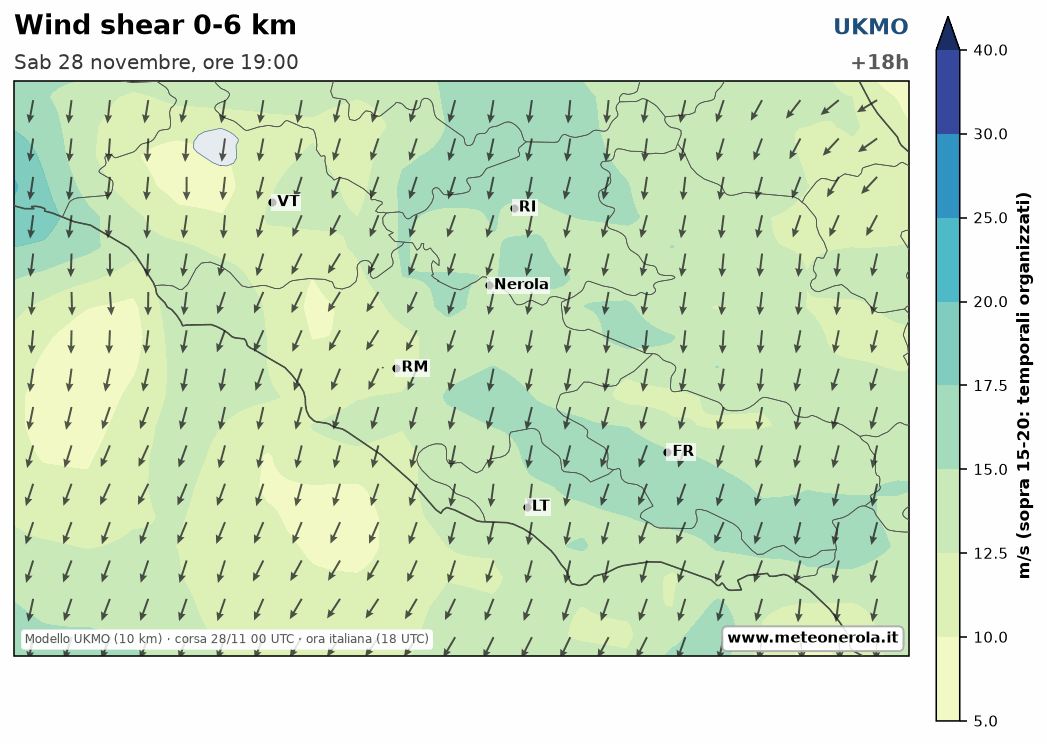 Wind shear 0-6 km
UKMO
Sab 28 novembre, ore 19:00
+18h
40.0
30.0
25.0
20.0
17.5
15.0
12.5
10.0
5.0
m/s (sopra 15-20: temporali organizzati)
VT
RI
Nerola
RM
FR
LT
Modello UKMO (10 km) · corsa 28/11 00 UTC · ora italiana (18 UTC)
www.meteonerola.it